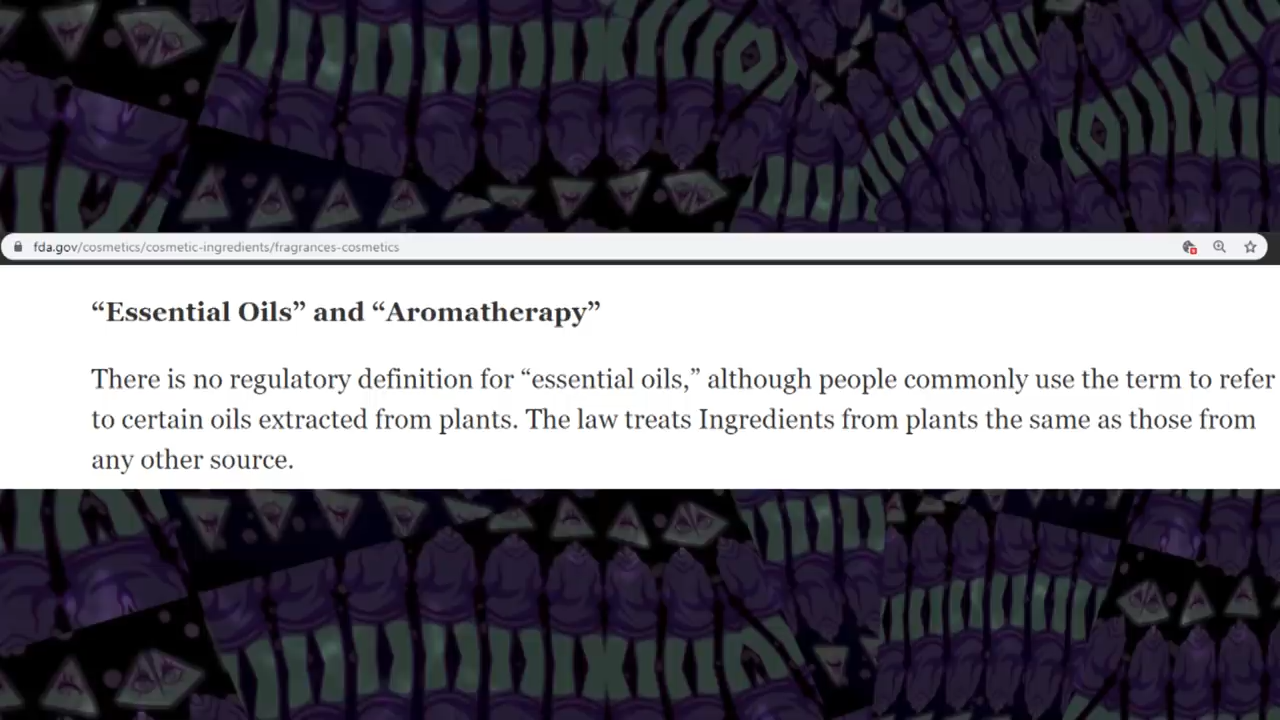 fda.gov/cosmetics/cosmetic-ingredients/fragrances-cosmetics
“Essential Oils” and “Aromatherapy”
There is no regulatory definition for “essential oils,” although people commonly use the term to refer
to certain oils extracted from plants. The law treats Ingredients from plants the same as those from
any other source.